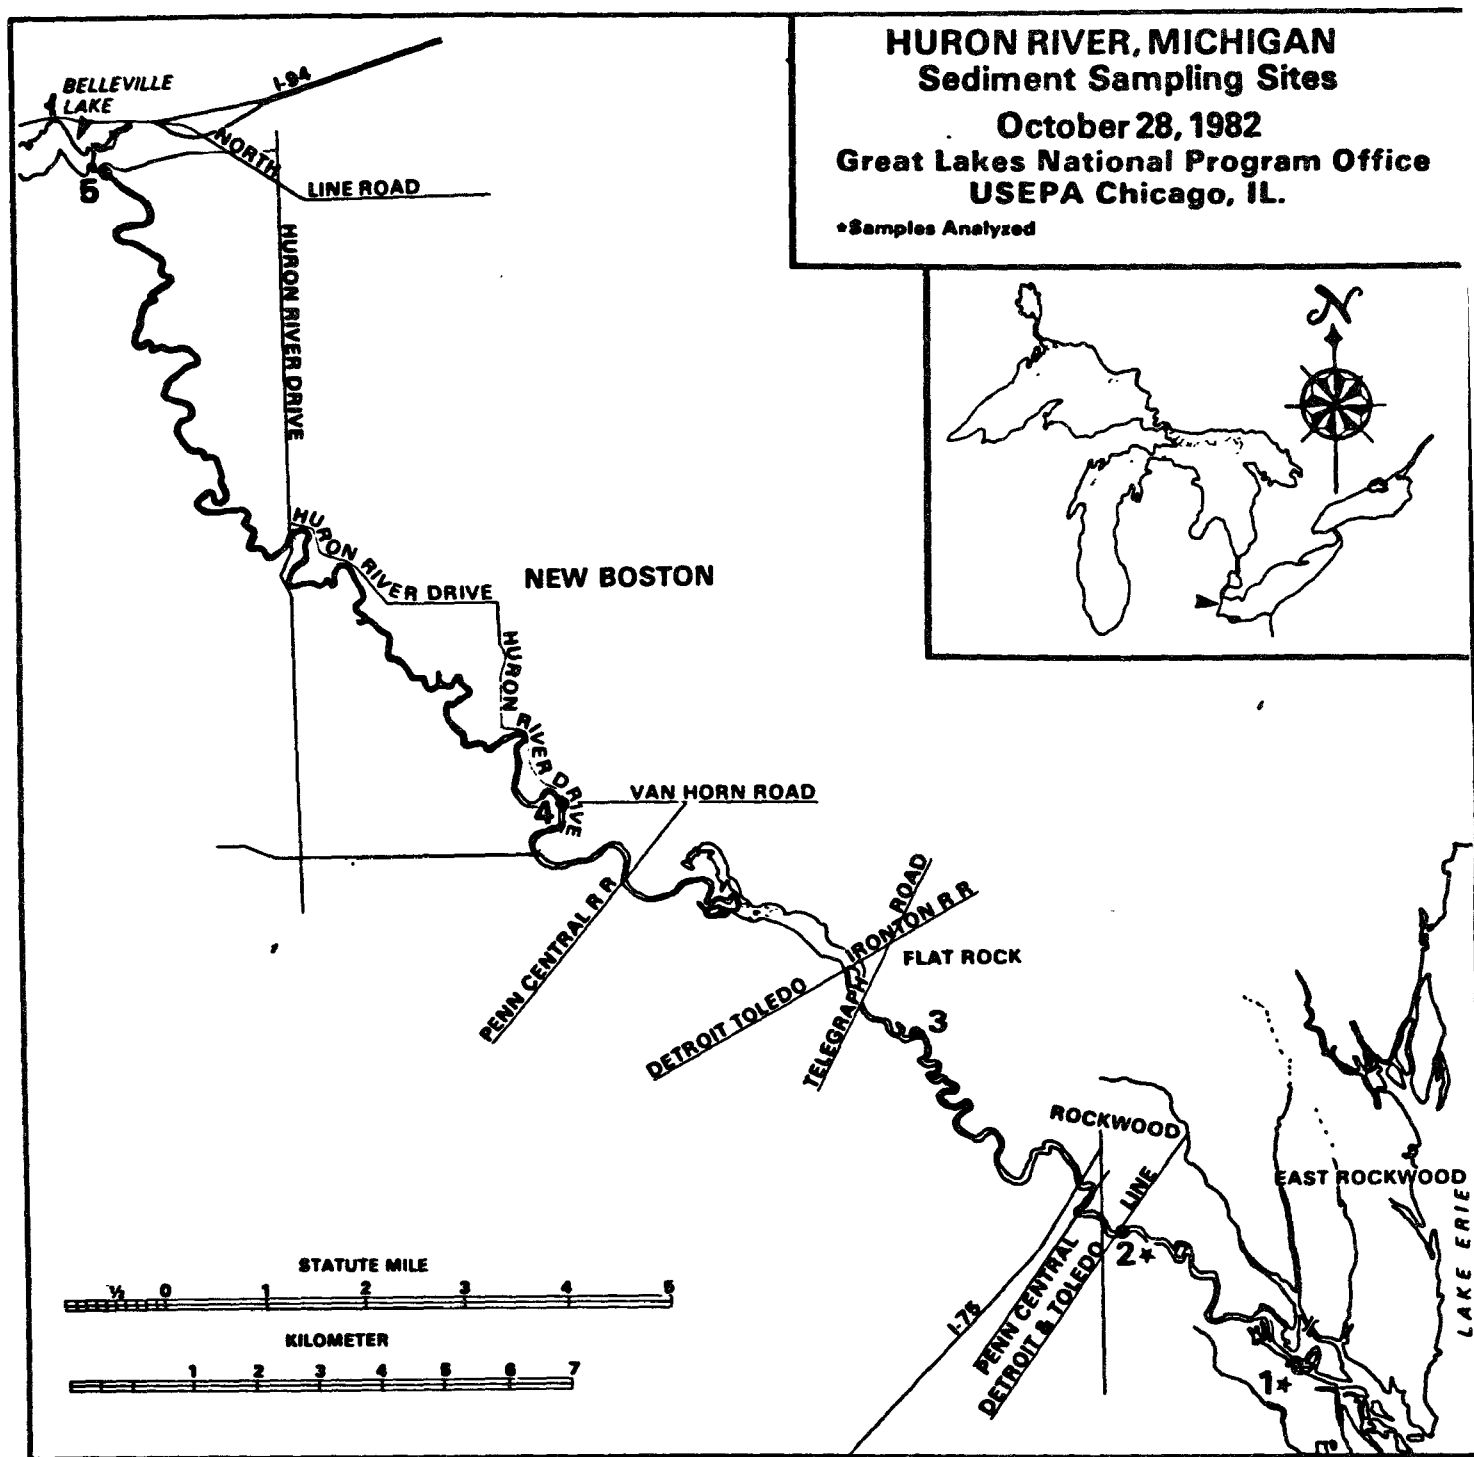 HURON RIVER, MICHIGAN
Sediment Sampling Sites
October 28, 1982
Great Lakes National Program Office
USEPA Chicago, IL.
*Samples Analyzed
N
BELLEVILLE
LAKE
I-94
NORTH
LINE ROAD
5
HURON RIVER DRIVE
HURON RIVER DRIVE
NEW BOSTON
HURON
RIVER DRIVE
VAN HORN ROAD
4
PENN CENTRAL R R
ROAD
IRONTON R R
FLAT ROCK
DETROIT TOLEDO
TELEGRAPH
3
ROCKWOOD
LINE
EAST ROCKWOOD
LAKE ERIE
2*
PENN CENTRAL
DETROIT & TOLEDO
I-75
1*
STATUTE MILE
½ 0 1 2 3 4 5
KILOMETER
1 2 3 4 5 6 7